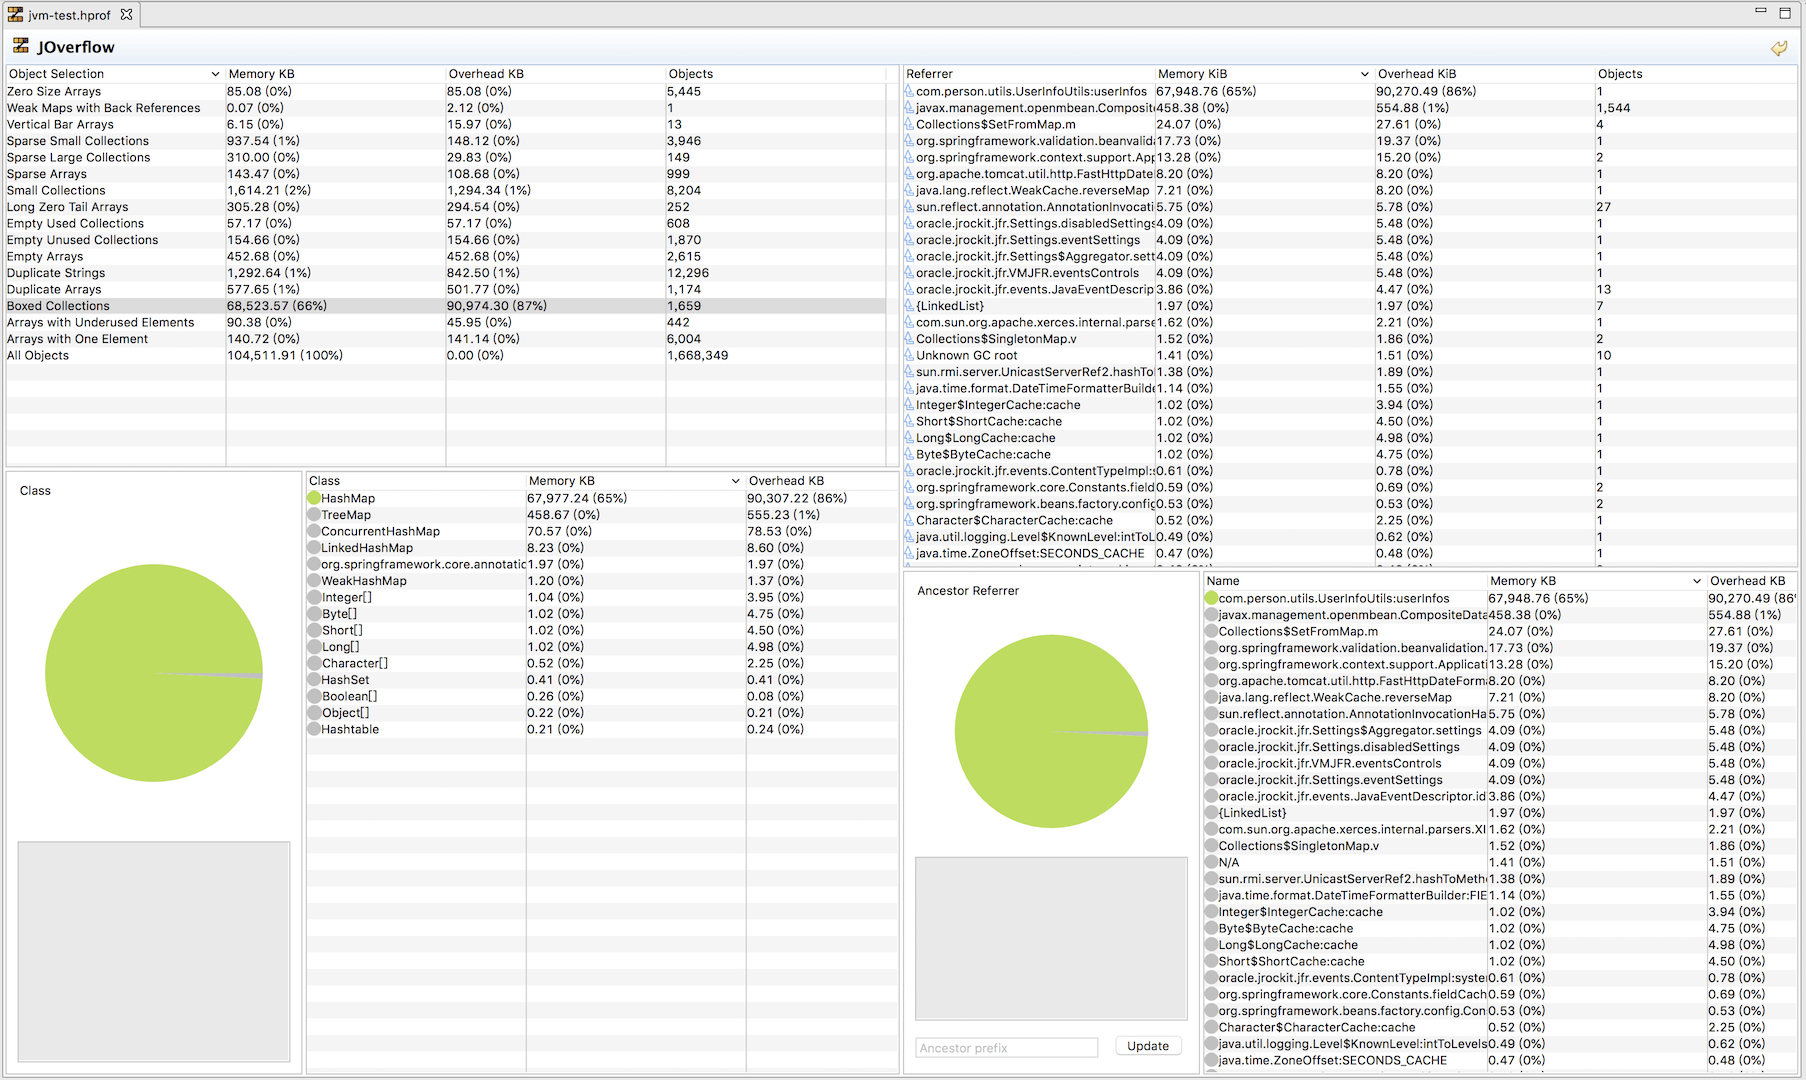 jvm-test.hprof
JOverflow
Object Selection Memory KB Overhead KB Objects
Zero Size Arrays 85.08 (0%) 85.08 (0%) 5,445
Weak Maps with Back References 0.07 (0%) 2.12 (0%) 1
Vertical Bar Arrays 6.15 (0%) 15.97 (0%) 13
Sparse Small Collections 937.54 (1%) 148.12 (0%) 3,946
Sparse Large Collections 310.00 (0%) 29.83 (0%) 149
Sparse Arrays 143.47 (0%) 108.68 (0%) 999
Small Collections 1,614.21 (2%) 1,294.34 (1%) 8,204
Long Zero Tail Arrays 305.28 (0%) 294.54 (0%) 252
Empty Used Collections 57.17 (0%) 57.17 (0%) 608
Empty Unused Collections 154.66 (0%) 154.66 (0%) 1,870
Empty Arrays 452.68 (0%) 452.68 (0%) 2,615
Duplicate Strings 1,292.64 (1%) 842.50 (1%) 12,296
Duplicate Arrays 577.65 (1%) 501.77 (0%) 1,174
Boxed Collections 68,523.57 (66%) 90,974.30 (87%) 1,659
Arrays with Underused Elements 90.38 (0%) 45.95 (0%) 442
Arrays with One Element 140.72 (0%) 141.14 (0%) 6,004
All Objects 104,511.91 (100%) 0.00 (0%) 1,668,349
Referrer Memory KiB Overhead KiB Objects
com.person.utils.UserInfoUtils:userInfos 67,948.76 (65%) 90,270.49 (86%) 1
javax.management.openmbean.Composit 458.38 (0%) 554.88 (1%) 1,544
Collections$SetFromMap.m 24.07 (0%) 27.61 (0%) 4
org.springframework.validation.beanvalid 17.73 (0%) 19.37 (0%) 1
org.springframework.context.support.App 13.28 (0%) 15.20 (0%) 2
org.apache.tomcat.util.http.FastHttpDate 8.20 (0%) 8.20 (0%) 1
java.lang.reflect.WeakCache.reverseMap 7.21 (0%) 8.20 (0%) 1
sun.reflect.annotation.AnnotationInvocati 5.75 (0%) 5.78 (0%) 27
oracle.jrockit.jfr.Settings.disabledSettings 4.09 (0%) 5.48 (0%) 1
oracle.jrockit.jfr.Settings.eventSettings 4.09 (0%) 5.48 (0%) 1
oracle.jrockit.jfr.Settings$Aggregator.sett 4.09 (0%) 5.48 (0%) 1
oracle.jrockit.jfr.VMJFR.eventsControls 4.09 (0%) 5.48 (0%) 1
oracle.jrockit.jfr.events.JavaEventDescrip 3.86 (0%) 4.47 (0%) 13
{LinkedList} 1.97 (0%) 1.97 (0%) 7
com.sun.org.apache.xerces.internal.parse 1.62 (0%) 2.21 (0%) 1
Collections$SingletonMap.v 1.52 (0%) 1.86 (0%) 2
Unknown GC root 1.41 (0%) 1.51 (0%) 10
sun.rmi.server.UnicastServerRef2.hashTo 1.38 (0%) 1.89 (0%) 1
java.time.format.DateTimeFormatterBuilde 1.14 (0%) 1.55 (0%) 1
Integer$IntegerCache:cache 1.02 (0%) 3.94 (0%) 1
Short$ShortCache:cache 1.02 (0%) 4.50 (0%) 1
Long$LongCache:cache 1.02 (0%) 4.98 (0%) 1
Byte$ByteCache:cache 1.02 (0%) 4.75 (0%) 1
oracle.jrockit.jfr.events.ContentTypeImpl:s 0.61 (0%) 0.78 (0%) 1
org.springframework.core.Constants.field 0.59 (0%) 0.69 (0%) 2
org.springframework.beans.factory.config 0.53 (0%) 0.53 (0%) 2
Character$CharacterCache:cache 0.52 (0%) 2.25 (0%) 1
java.util.logging.Level$KnownLevel:intToL 0.49 (0%) 0.62 (0%) 1
java.time.ZoneOffset:SECONDS_CACHE 0.47 (0%) 0.48 (0%) 1
Class
Class Memory KB Overhead KB
HashMap 67,977.24 (65%) 90,307.22 (86%)
TreeMap 458.67 (0%) 555.23 (1%)
ConcurrentHashMap 70.57 (0%) 78.53 (0%)
LinkedHashMap 8.23 (0%) 8.60 (0%)
org.springframework.core.annotatio 1.97 (0%) 1.97 (0%)
WeakHashMap 1.20 (0%) 1.37 (0%)
Integer[] 1.04 (0%) 3.95 (0%)
Byte[] 1.02 (0%) 4.75 (0%)
Short[] 1.02 (0%) 4.50 (0%)
Long[] 1.02 (0%) 4.98 (0%)
Character[] 0.52 (0%) 2.25 (0%)
HashSet 0.41 (0%) 0.41 (0%)
Boolean[] 0.26 (0%) 0.08 (0%)
Object[] 0.22 (0%) 0.21 (0%)
Hashtable 0.21 (0%) 0.24 (0%)
Ancestor Referrer
Ancestor prefix
Update
Name Memory KB Overhead KB
com.person.utils.UserInfoUtils:userInfos 67,948.76 (65%) 90,270.49 (86%
javax.management.openmbean.CompositeData 458.38 (0%) 554.88 (1%)
Collections$SetFromMap.m 24.07 (0%) 27.61 (0%)
org.springframework.validation.beanvalidation. 17.73 (0%) 19.37 (0%)
org.springframework.context.support.Applicati 13.28 (0%) 15.20 (0%)
org.apache.tomcat.util.http.FastHttpDateForm 8.20 (0%) 8.20 (0%)
java.lang.reflect.WeakCache.reverseMap 7.21 (0%) 8.20 (0%)
sun.reflect.annotation.AnnotationInvocationHa 5.75 (0%) 5.78 (0%)
oracle.jrockit.jfr.Settings$Aggregator.settings 4.09 (0%) 5.48 (0%)
oracle.jrockit.jfr.Settings.disabledSettings 4.09 (0%) 5.48 (0%)
oracle.jrockit.jfr.VMJFR.eventsControls 4.09 (0%) 5.48 (0%)
oracle.jrockit.jfr.Settings.eventSettings 4.09 (0%) 5.48 (0%)
oracle.jrockit.jfr.events.JavaEventDescriptor.id 3.86 (0%) 4.47 (0%)
{LinkedList} 1.97 (0%) 1.97 (0%)
com.sun.org.apache.xerces.internal.parsers.XI 1.62 (0%) 2.21 (0%)
Collections$SingletonMap.v 1.52 (0%) 1.86 (0%)
N/A 1.41 (0%) 1.51 (0%)
sun.rmi.server.UnicastServerRef2.hashToMeth 1.38 (0%) 1.89 (0%)
java.time.format.DateTimeFormatterBuilder:FIE 1.14 (0%) 1.55 (0%)
Integer$IntegerCache:cache 1.02 (0%) 3.94 (0%)
Byte$ByteCache:cache 1.02 (0%) 4.75 (0%)
Long$LongCache:cache 1.02 (0%) 4.98 (0%)
Short$ShortCache:cache 1.02 (0%) 4.50 (0%)
oracle.jrockit.jfr.events.ContentTypeImpl:syste 0.61 (0%) 0.78 (0%)
org.springframework.core.Constants.fieldCach 0.59 (0%) 0.69 (0%)
org.springframework.beans.factory.config.Con 0.53 (0%) 0.53 (0%)
Character$CharacterCache:cache 0.52 (0%) 2.25 (0%)
java.util.logging.Level$KnownLevel:intToLevels 0.49 (0%) 0.62 (0%)
java.time.ZoneOffset:SECONDS_CACHE 0.47 (0%) 0.48 (0%)